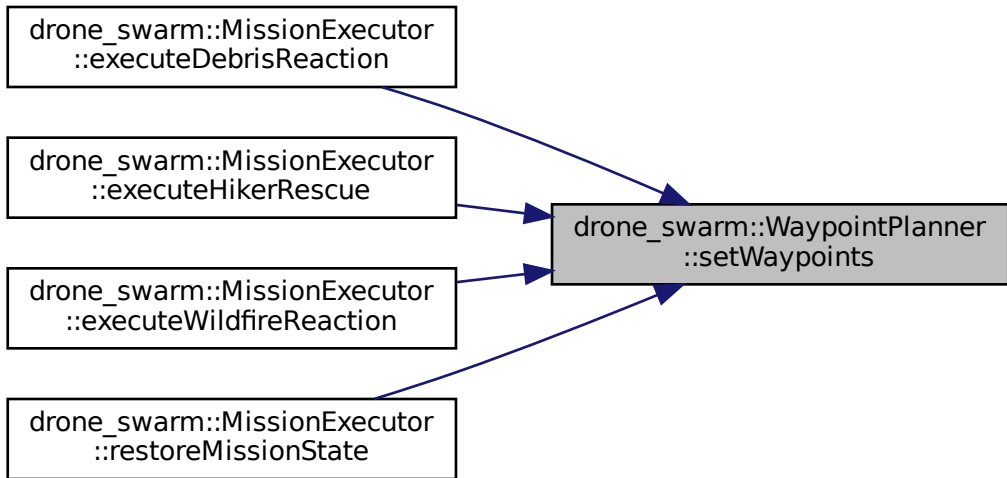 drone_swarm::MissionExecutor
::executeDebrisReaction
drone_swarm::MissionExecutor
::executeHikerRescue
drone_swarm::MissionExecutor
::executeWildfireReaction
drone_swarm::MissionExecutor
::restoreMissionState
drone_swarm::WaypointPlanner
::setWaypoints